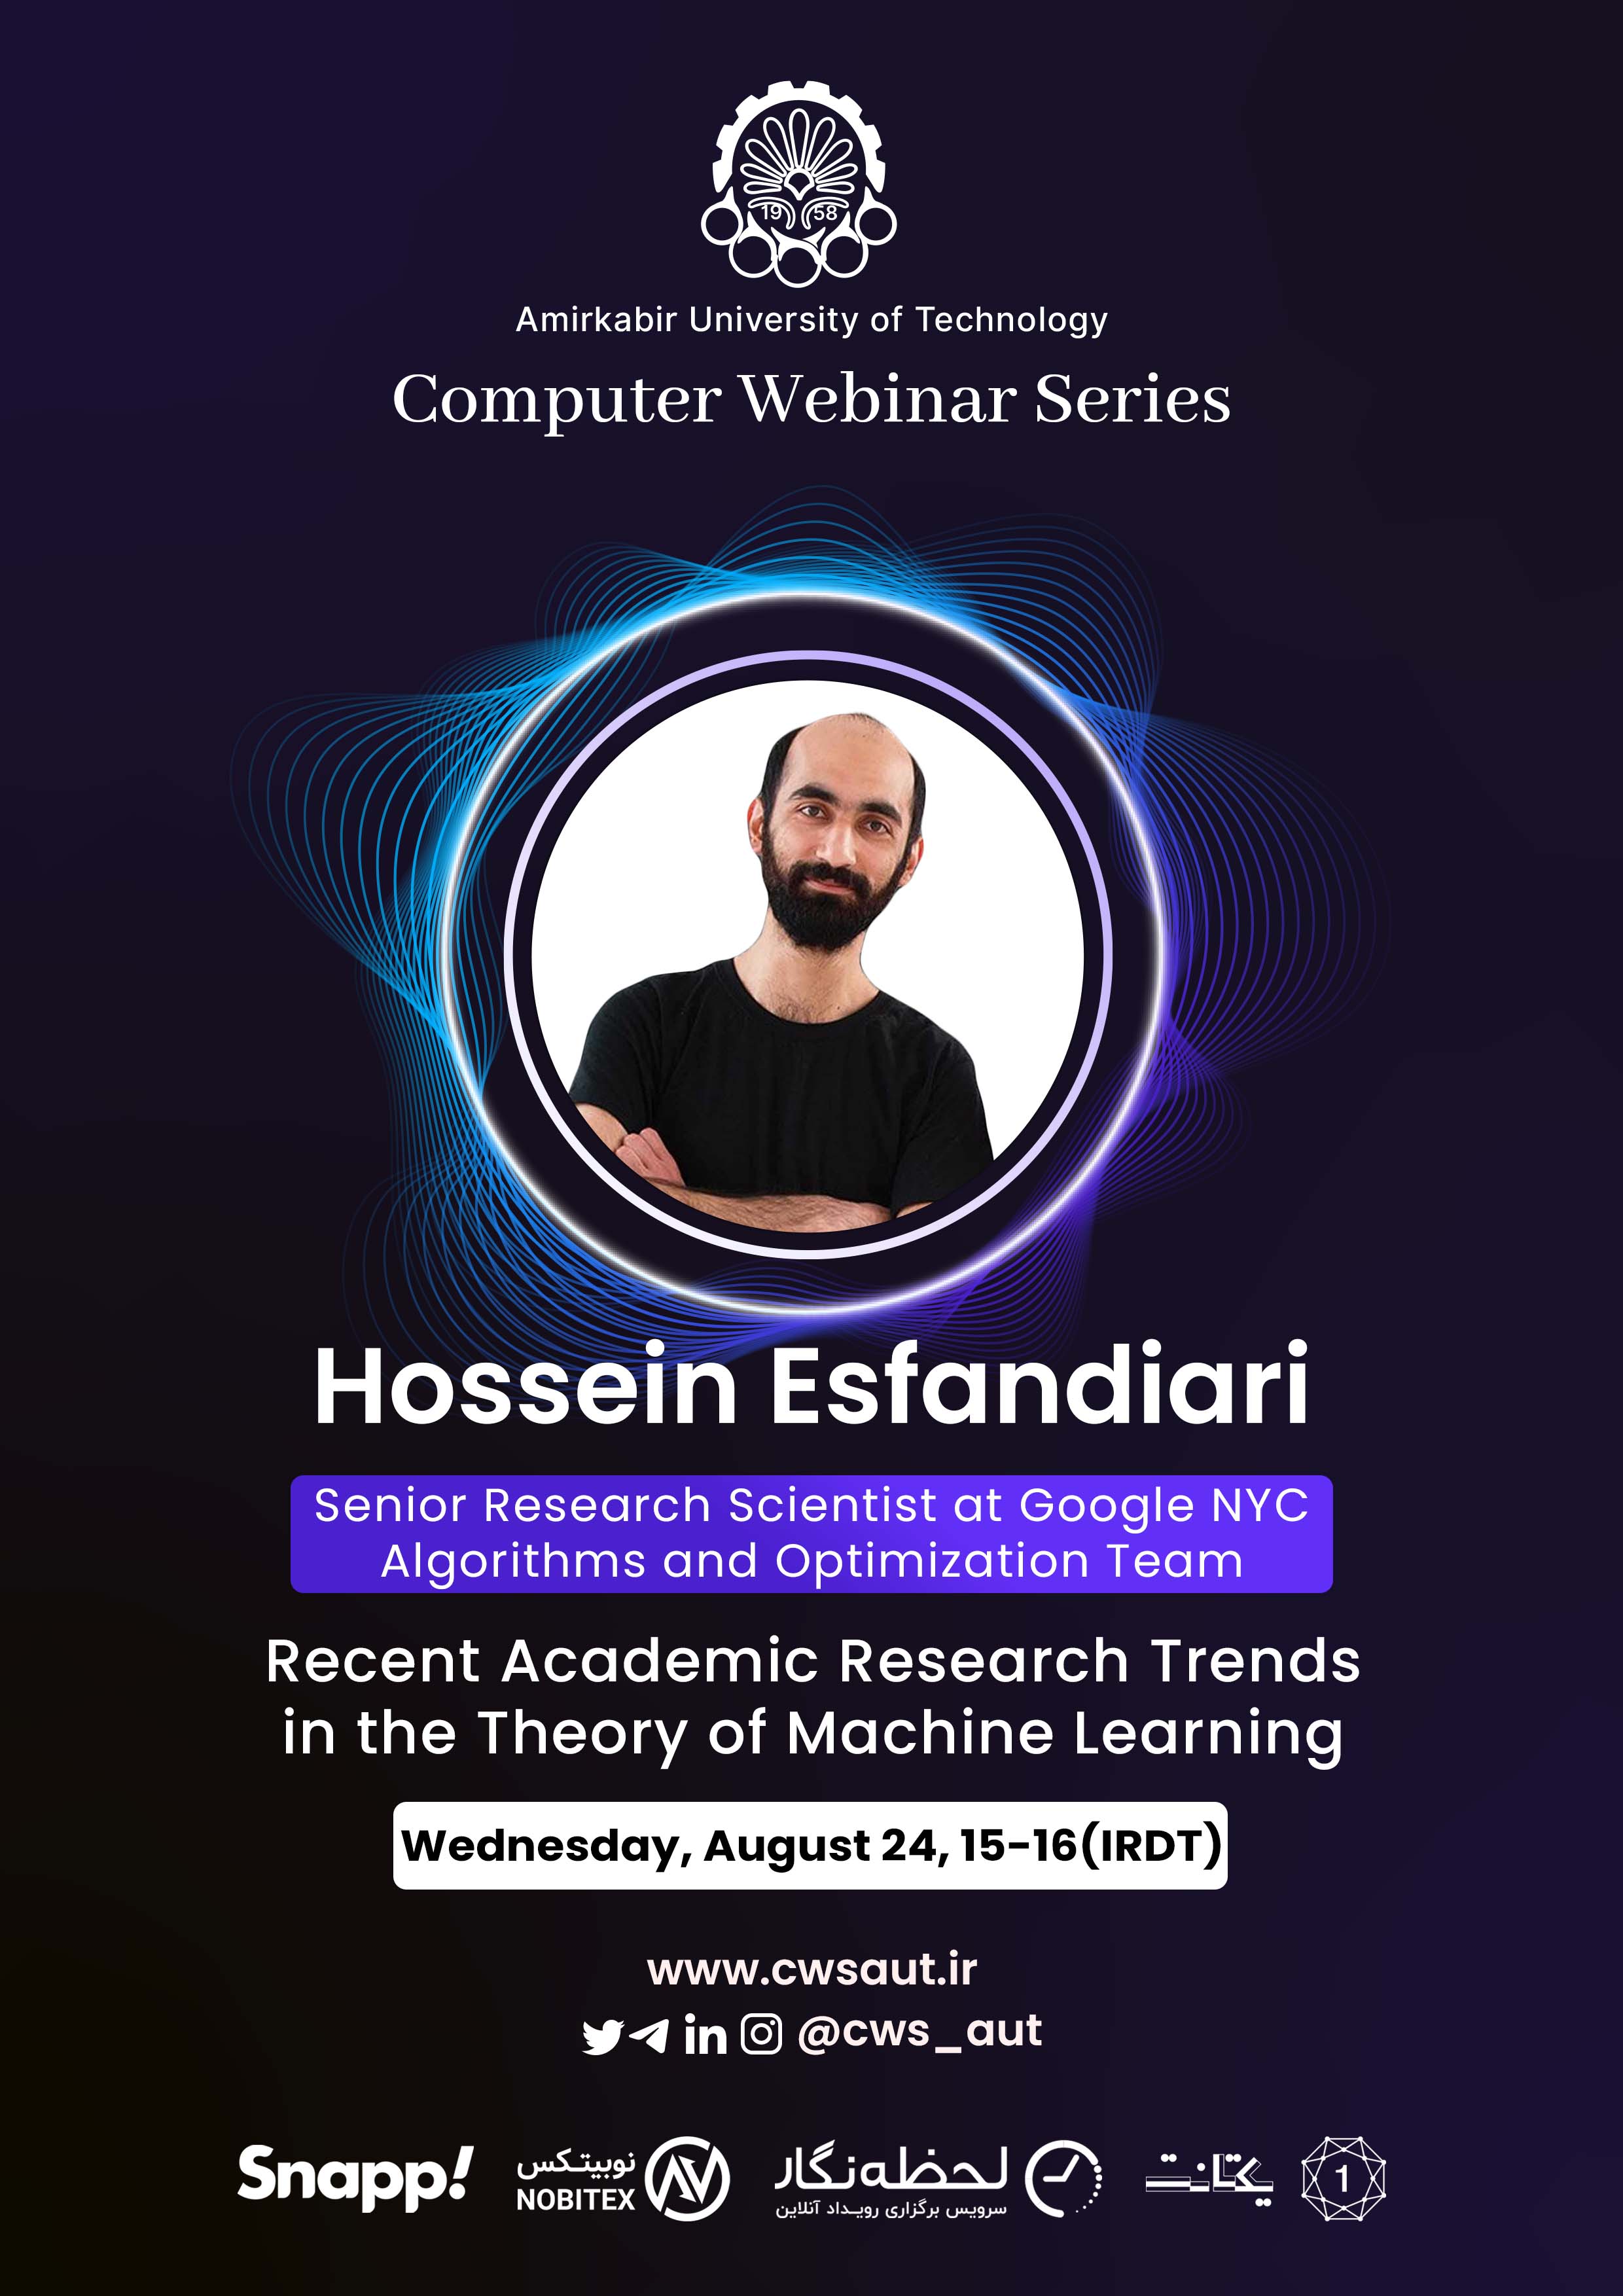 19 58
Amirkabir University of Technology
Computer Webinar Series
Hossein Esfandiari
Senior Research Scientist at Google NYC
Algorithms and Optimization Team
Recent Academic Research Trends
in the Theory of Machine Learning
Wednesday, August 24, 15-16(IRDT)
www.cwsaut.ir
in @cws_aut
Snapp!
نوبیتکس
NOBITEX
لحظه‌نگار
سرویس برگزاری رویداد آنلاین
یکتانت
1